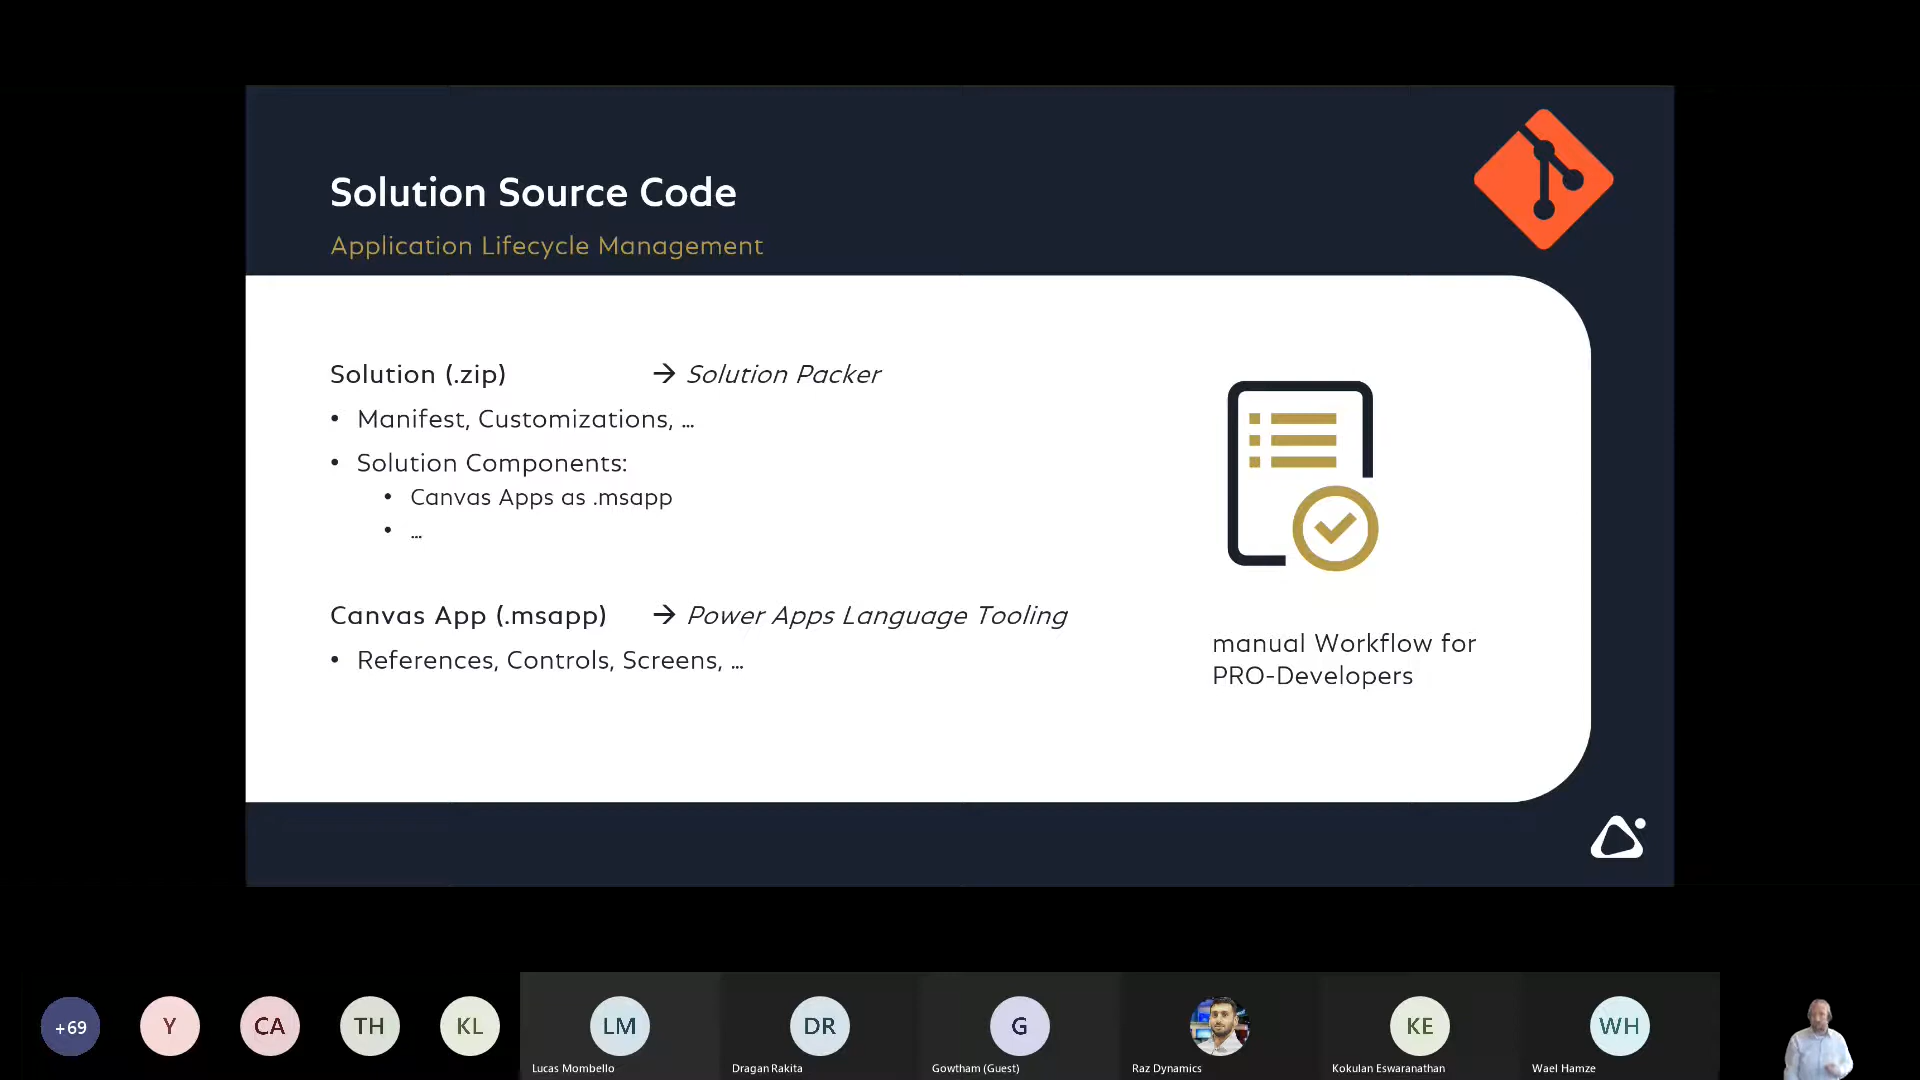 Solution Source Code
Application Lifecycle Management
Solution (.zip) → Solution Packer
• Manifest, Customizations, ...
• Solution Components:
• Canvas Apps as .msapp
• ...
Canvas App (.msapp) → Power Apps Language Tooling
• References, Controls, Screens, ...
manual Workflow for
PRO-Developers
+69 Y CA TH KL LM DR G KE WH
Lucas Mombello Dragan Rakita Gowtham (Guest) Raz Dynamics Kokulan Eswaranathan Wael Hamze